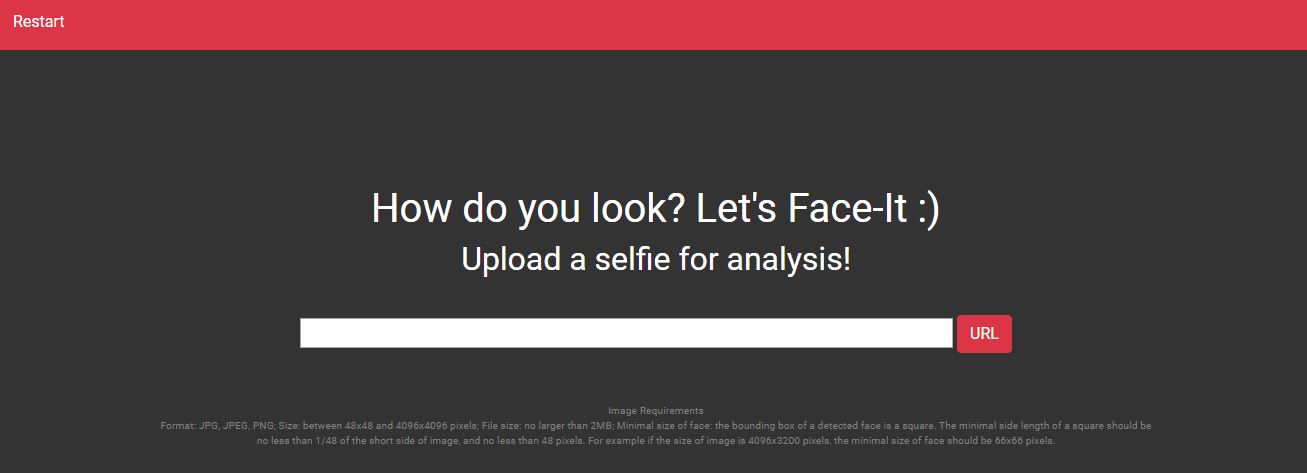 Restart
How do you look? Let's Face-It :)
Upload a selfie for analysis!
URL
Image Requirements
Format: JPG, JPEG, PNG; Size: between 48x48 and 4096x4096 pixels; File size: no larger than 2MB; Minimal size of face: the bounding box of a detected face is a square. The minimal side length of a square should be
no less than 1/48 of the short side of image, and no less than 48 pixels. For example if the size of image is 4096x3200 pixels, the minimal size of face should be 66x66 pixels.